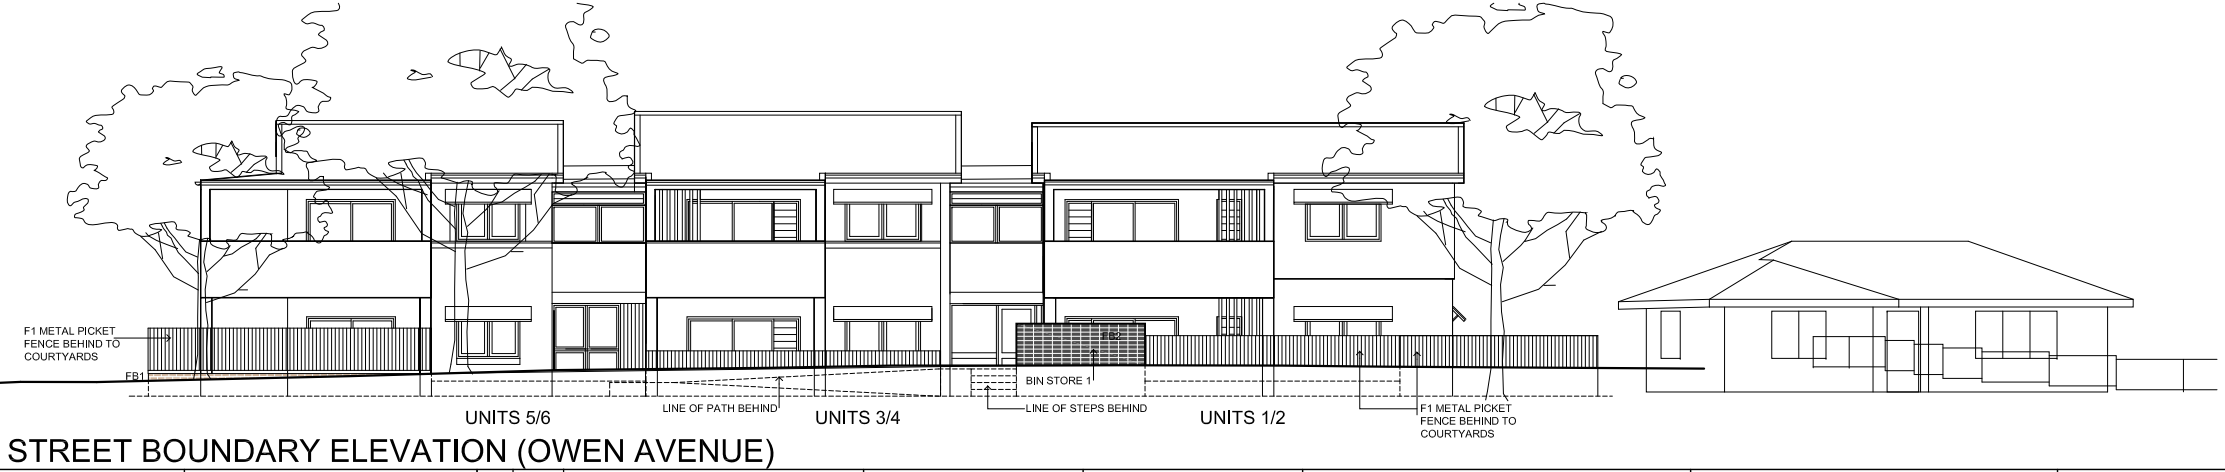 F1 METAL PICKET
FENCE BEHIND TO
COURTYARDS
FB1
FB2
BIN STORE 1
LINE OF PATH BEHIND
LINE OF STEPS BEHIND
F1 METAL PICKET
FENCE BEHIND TO
COURTYARDS
UNITS 5/6
UNITS 3/4
UNITS 1/2
STREET BOUNDARY ELEVATION (OWEN AVENUE)